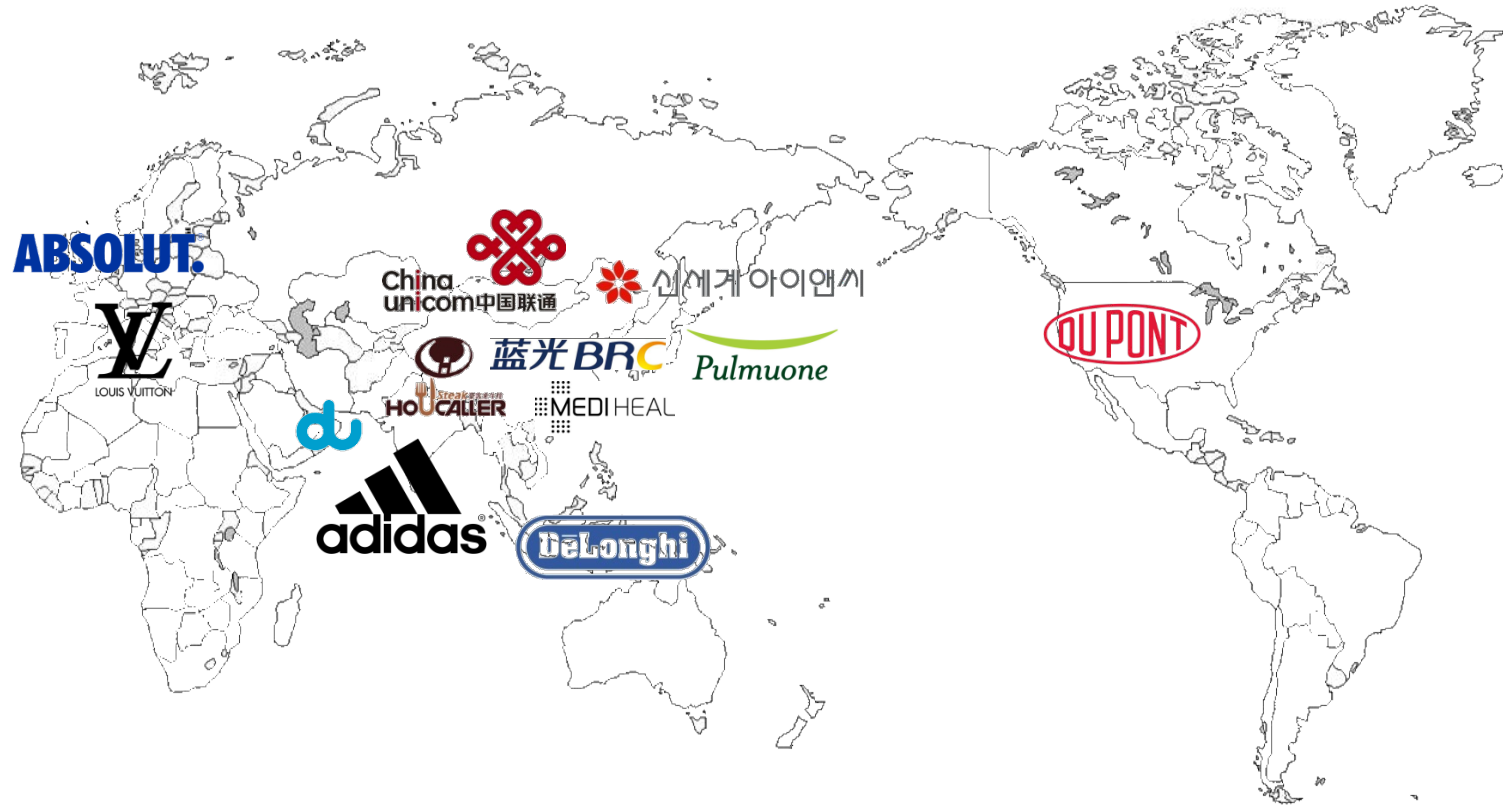 ABSOLUT.
LOUIS VUITTON
China
unicom中国联通
신세계아이앤씨
蓝光BRC
Pulmuone
Steak
HOUCALLER
MEDIHEAL
du
adidas®
DeLonghi
DU PONT